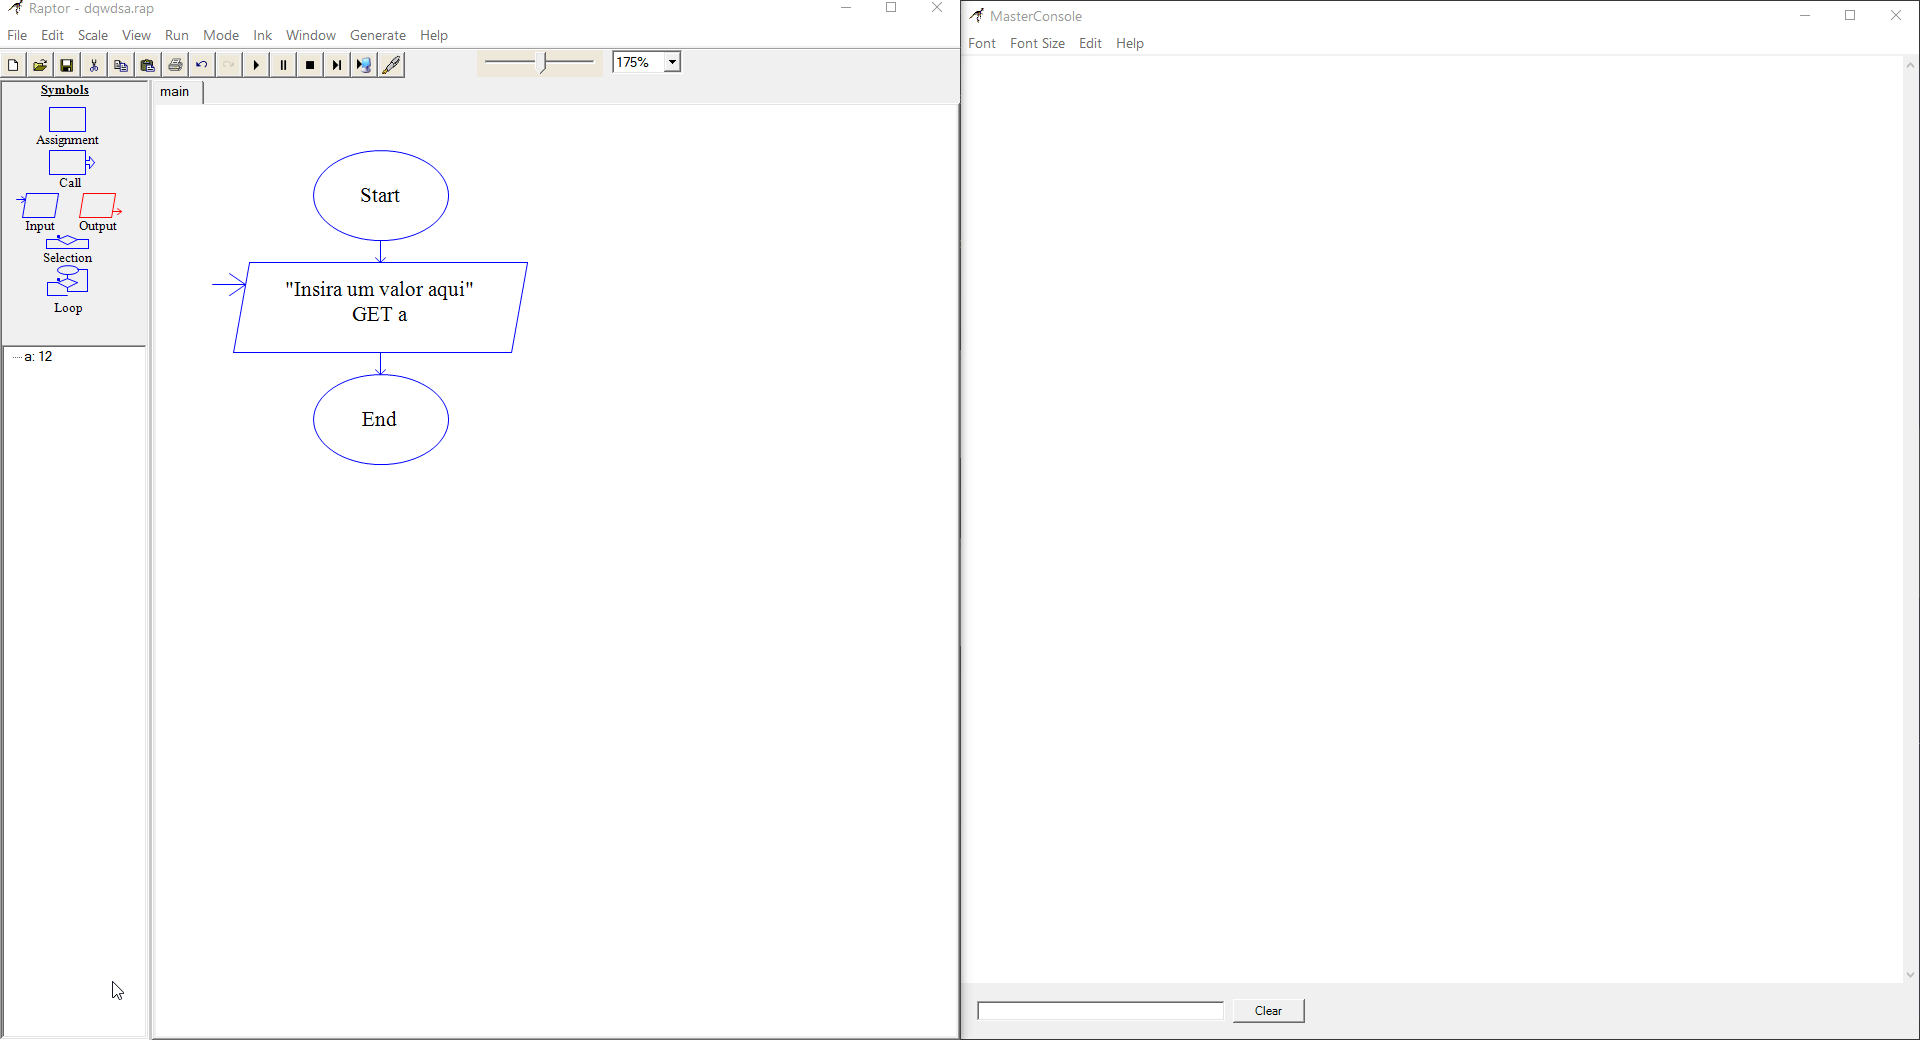 Raptor - dqwdsa.rap
File Edit Scale View Run Mode Ink Window Generate Help
175%
Symbols
Assignment
Call
Input Output
Selection
Loop
a: 12
main
Start
"Insira um valor aqui"
GET a
End
MasterConsole
Font Font Size Edit Help
Clear